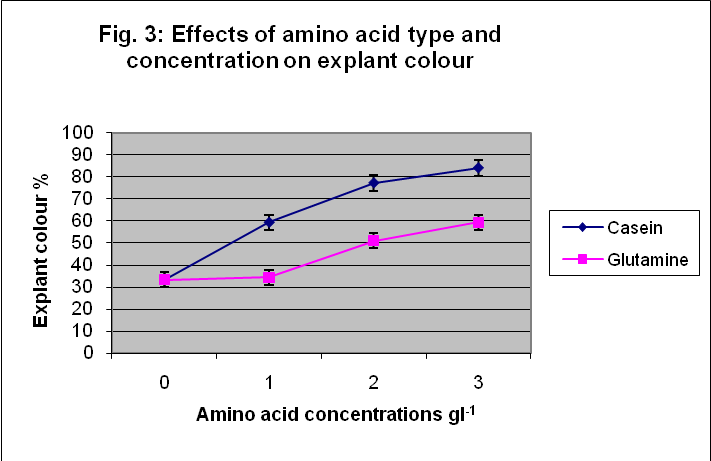 Fig. 3: Effects of amino acid type and
concentration on explant colour
100
90
80
70
60
50
40
30
20
10
0
Explant colour %
0 1 2 3
Amino acid concentrations gl⁻¹
Casein
Glutamine